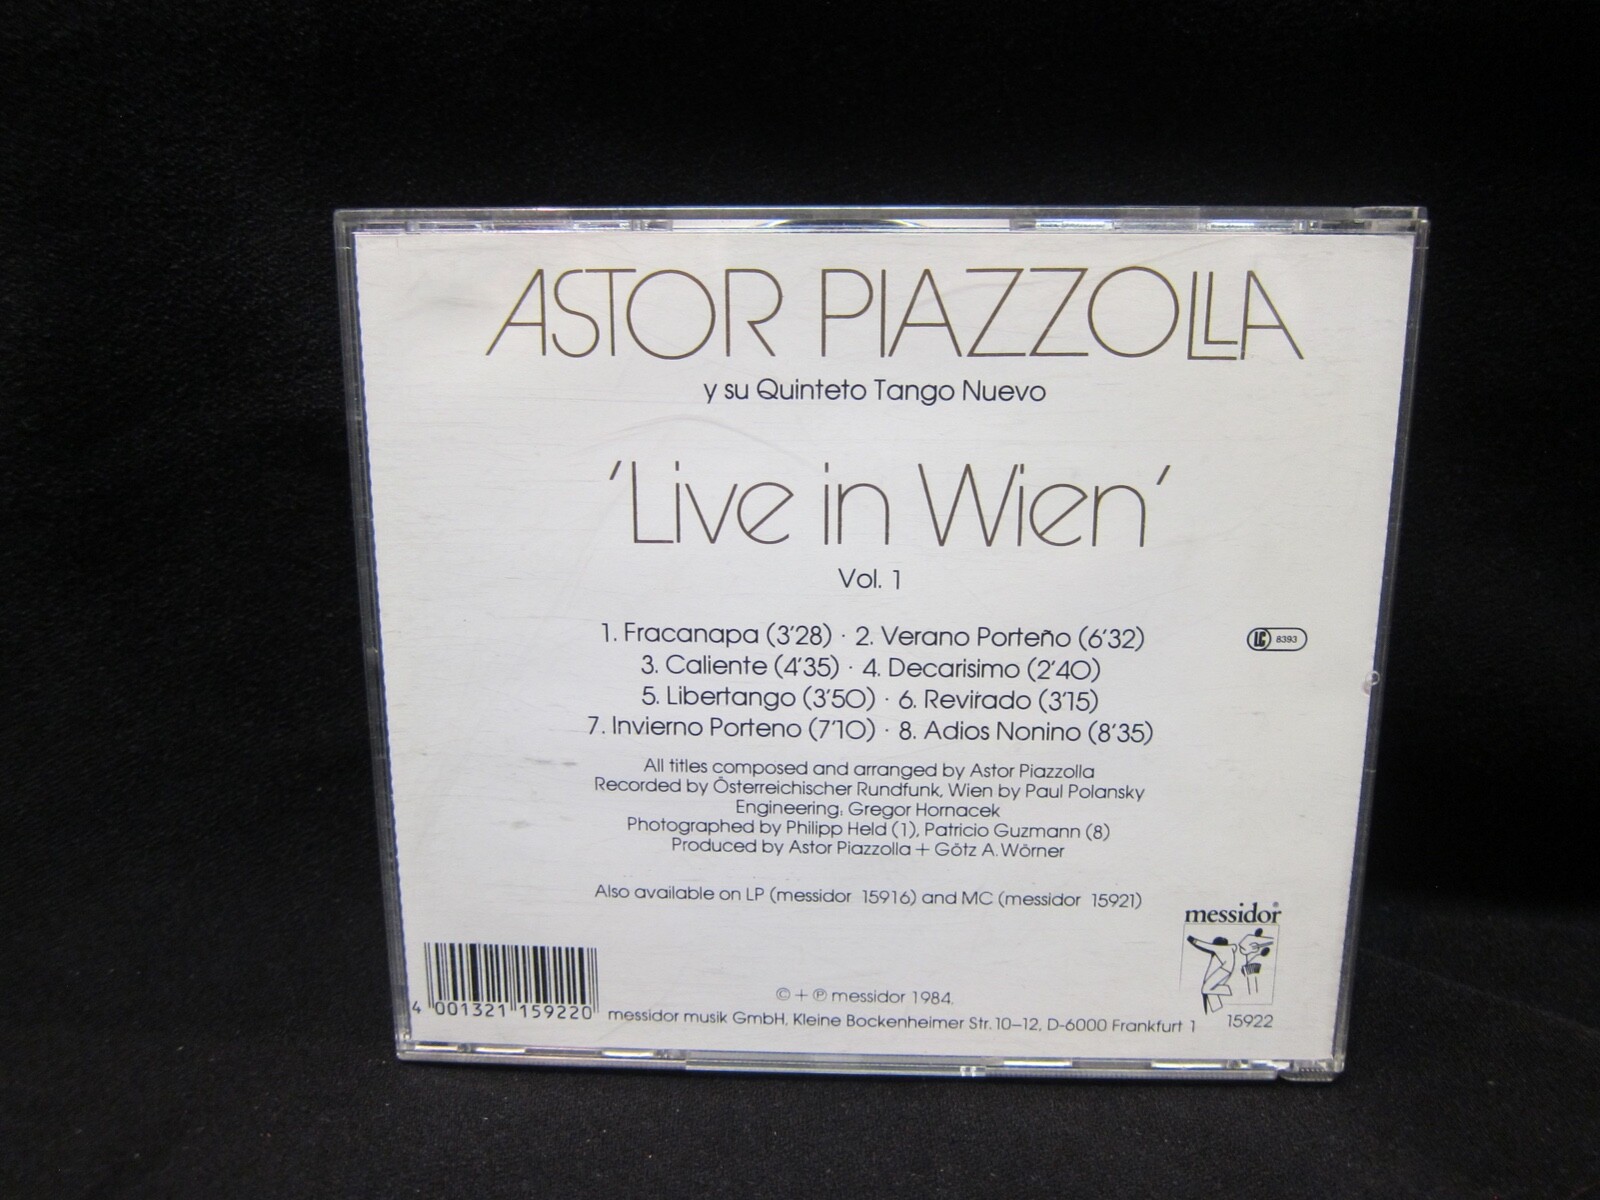 ASTOR PIAZZOLLA
y su Quinteto Tango Nuevo
'Live in Wien'
Vol. 1
1. Fracanapa (3'28) · 2. Verano Porteño (6'32)
3. Caliente (4'35) · 4. Decarisimo (2'40)
5. Libertango (3'50) · 6. Revirado (3'15)
7. Invierno Porteno (7'10) · 8. Adios Nonino (8'35)
LC 8393
All titles composed and arranged by Astor Piazzolla
Recorded by Österreichischer Rundfunk, Wien by Paul Polansky
Engineering: Gregor Hornacek
Photographed by Philipp Held (1), Patricio Guzmann (8)
Produced by Astor Piazzolla + Götz A. Wörner
Also available on LP (messidor 15916) and MC (messidor 15921)
messidor®
4 001321 159220
© + ℗ messidor 1984.
messidor musik GmbH, Kleine Bockenheimer Str. 10–12, D-6000 Frankfurt 1
15922